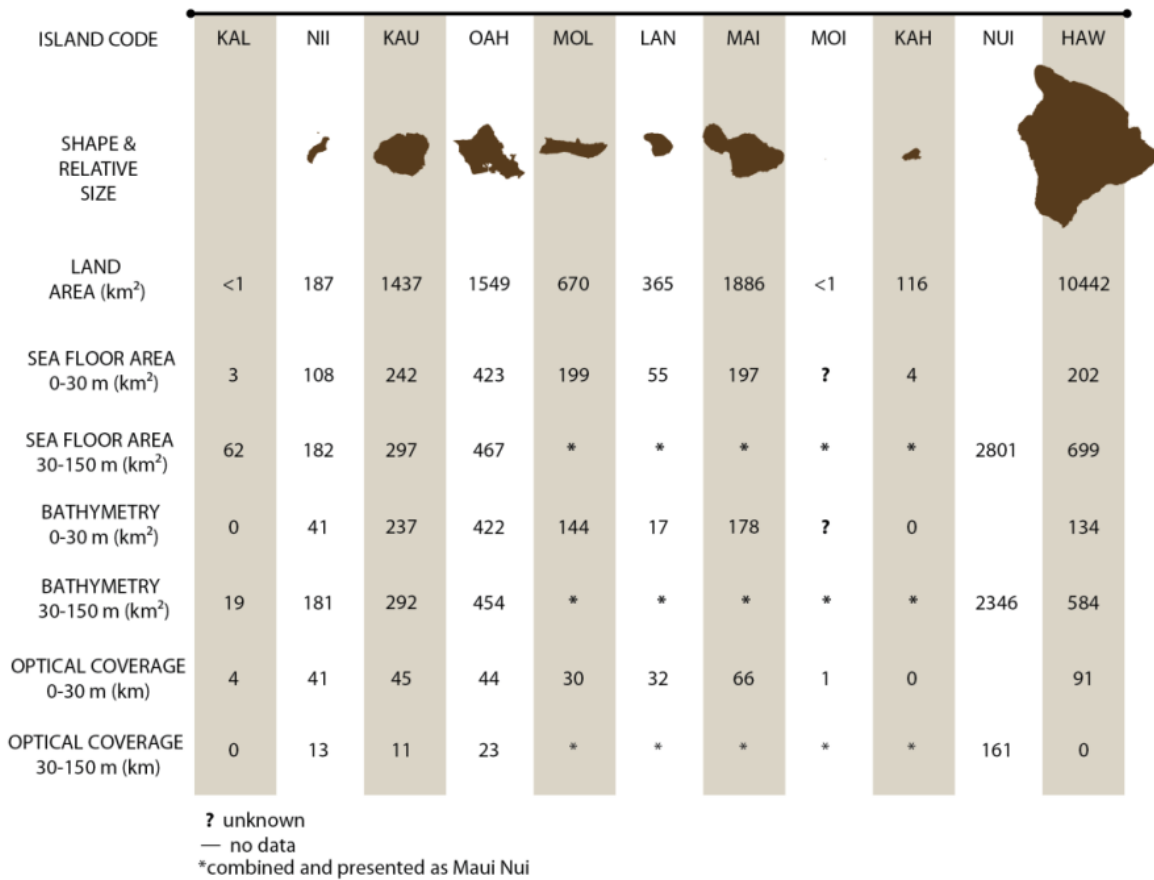 ISLAND CODE KAL NII KAU OAH MOL LAN MAI MOI KAH NUI HAW
SHAPE &
RELATIVE
SIZE
LAND
AREA (km²) <1 187 1437 1549 670 365 1886 <1 116 10442
SEA FLOOR AREA
0-30 m (km²) 3 108 242 423 199 55 197 ? 4 202
SEA FLOOR AREA
30-150 m (km²) 62 182 297 467 * * * * * 2801 699
BATHYMETRY
0-30 m (km²) 0 41 237 422 144 17 178 ? 0 134
BATHYMETRY
30-150 m (km²) 19 181 292 454 * * * * * 2346 584
OPTICAL COVERAGE
0-30 m (km) 4 41 45 44 30 32 66 1 0 91
OPTICAL COVERAGE
30-150 m (km) 0 13 11 23 * * * * * 161 0
? unknown
— no data
*combined and presented as Maui Nui